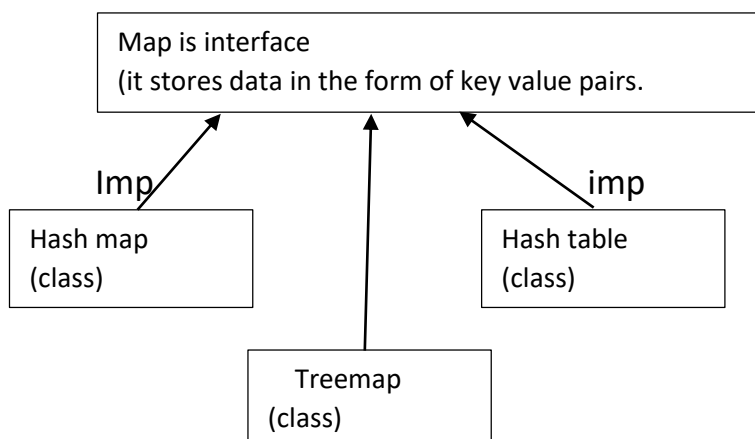 Map is interface
(it stores data in the form of key value pairs.
Imp
imp
Hash map
(class)
Hash table
(class)
Treemap
(class)